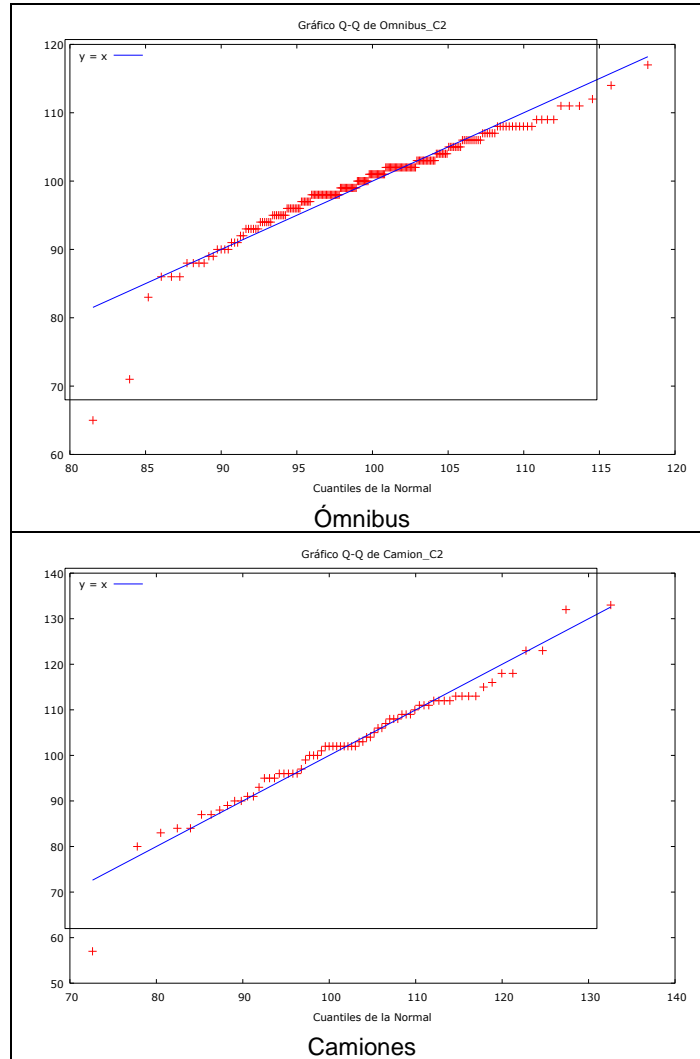 Gráfico Q-Q de Omnibus_C2
120
y = x
110
100
90
80
70
60
80 85 90 95 100 105 110 115 120
Cuantiles de la Normal
Ómnibus
Gráfico Q-Q de Camion_C2
140
y = x
130
120
110
100
90
80
70
60
50
70 80 90 100 110 120 130 140
Cuantiles de la Normal
Camiones